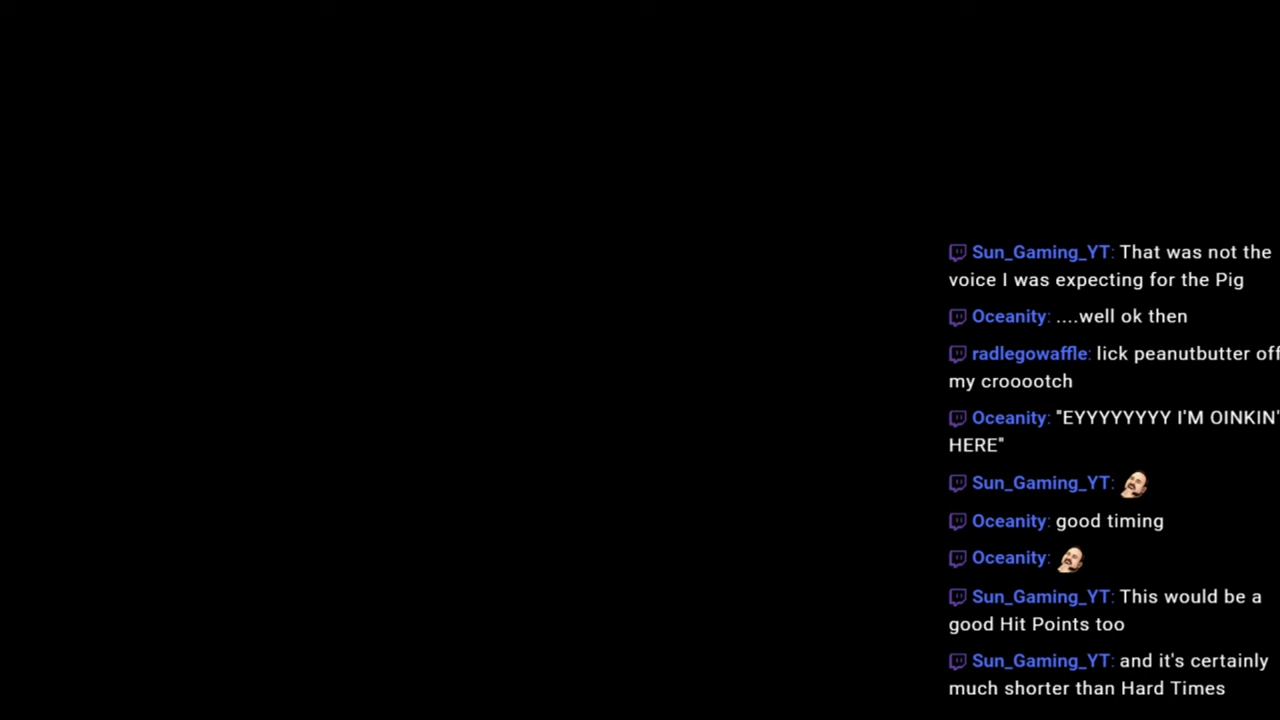 Sun_Gaming_YT: That was not the
voice I was expecting for the Pig
Oceanity: ....well ok then
radlegowaffle: lick peanutbutter off
my crooootch
Oceanity: "EYYYYYYYY I'M OINKIN'
HERE"
Sun_Gaming_YT:
Oceanity: good timing
Oceanity:
Sun_Gaming_YT: This would be a
good Hit Points too
Sun_Gaming_YT: and it's certainly
much shorter than Hard Times